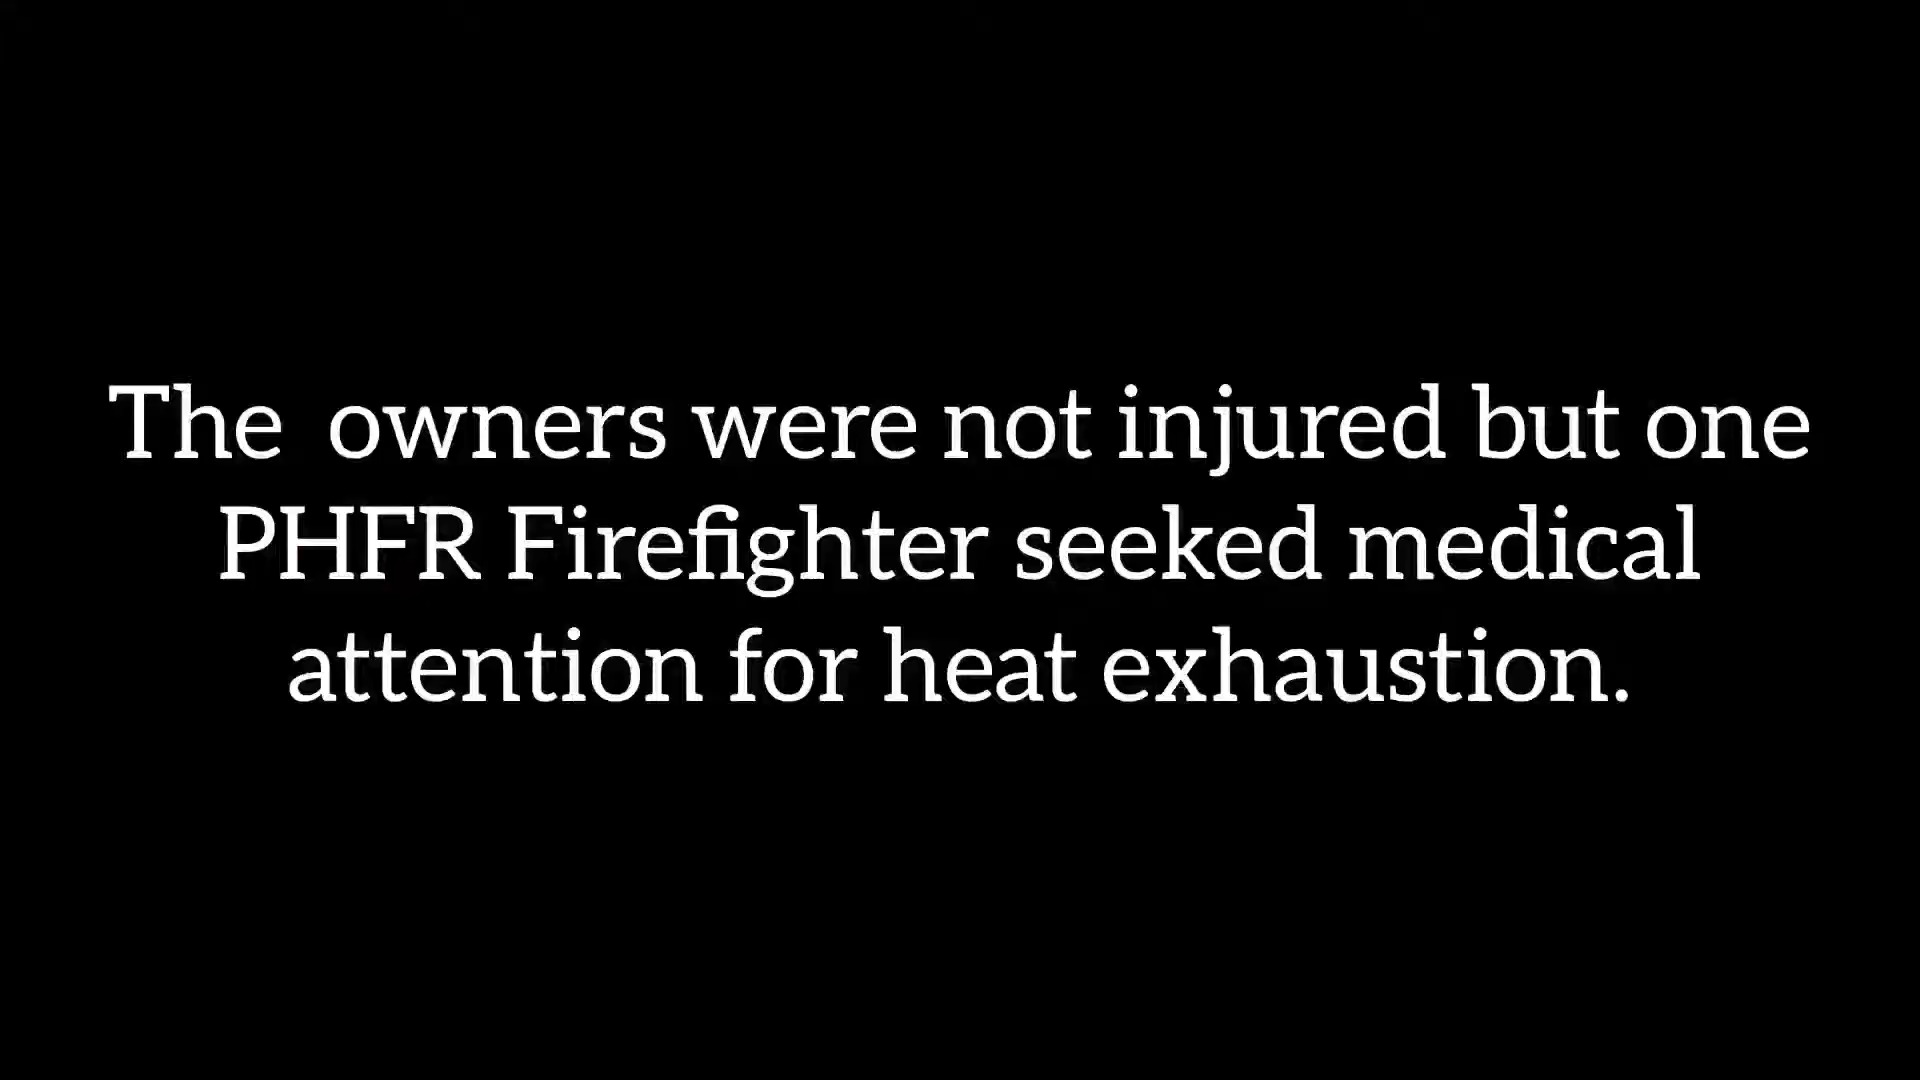 The  owners were not injured but one
PHFR Firefighter seeked medical
attention for heat exhaustion.